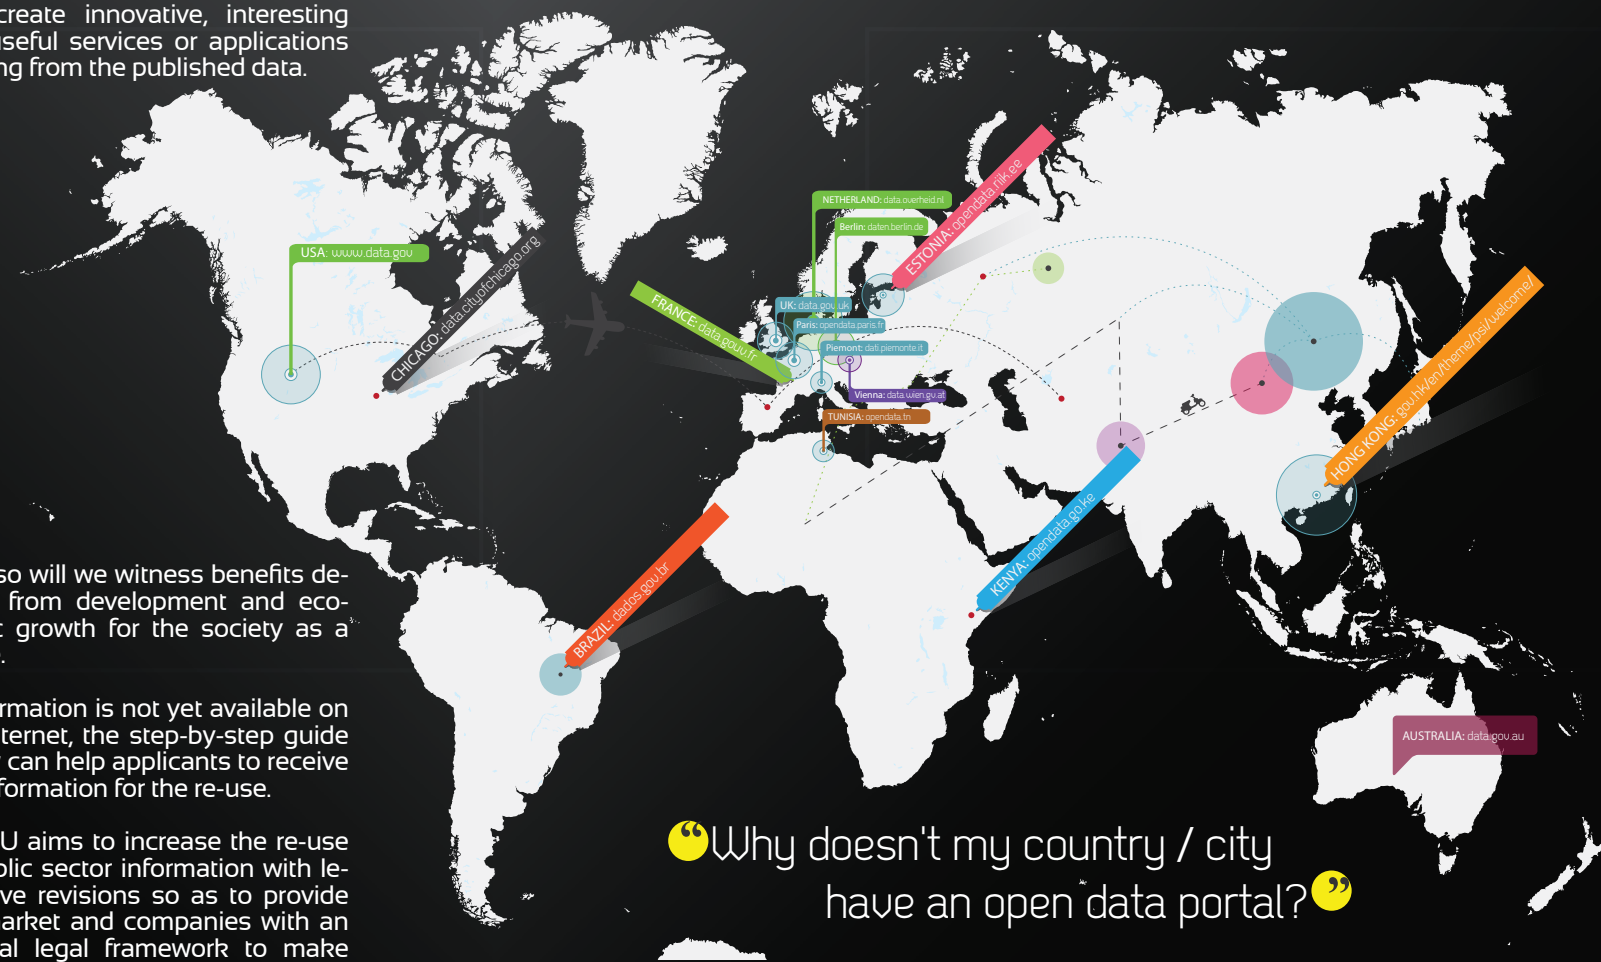 create innovative, interesting
useful services or applications
ng from the published data.
so will we witness benefits de-
from development and eco-
c growth for the society as a
rmation is not yet available on
ternet, the step-by-step guide
can help applicants to receive
formation for the re-use.
U aims to increase the re-use
blic sector information with le-
ve revisions so as to provide
arket and companies with an
al legal framework to make
USA: www.data.gov
CHICAGO: data.cityofchicago.org
NETHERLAND: data.overheid.nl
Berlin: daten.berlin.de
ESTONIA: opendata.riik.ee
FRANCE: data.gouv.fr
UK: data.gov.uk
Paris: opendata.paris.fr
Piemont: dati.piemonte.it
Vienna: data.wien.gv.at
TUNISIA: opendata.tn
HONG KONG: gov.hk/en/theme/psi/welcome/
KENYA: opendata.go.ke
BRAZIL: dados.gov.br
AUSTRALIA: data.gov.au
“Why doesn't my country / city
have an open data portal?”